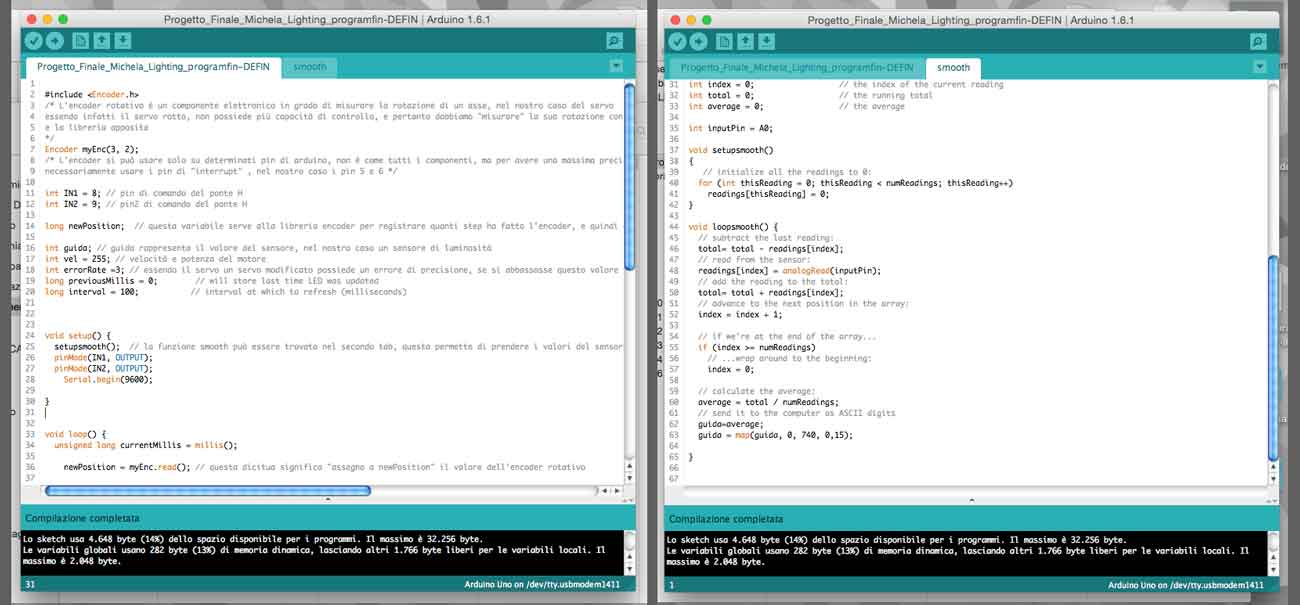 Progetto_Finale_Michela_Lighting_programfin-DEFIN | Arduino 1.6.1
Progetto_Finale_Michela_Lighting_programfin-DEFIN
smooth
1
2 #include <Encoder.h>
3 /* L'encoder rotativo è un componente elettronico in grado di misurare la rotazione di un asse, nel nostro caso del servo
4 essendo infatti il servo rotto, non possiede più capacità di controllo, e pertanto dobbiamo "misurare" la sua rotazione con
5 e la libreria apposita
6 */
7 Encoder myEnc(3, 2);
8 /* L'encoder si può usare solo su determinati pin di arduino, non è come tutti i componenti, ma per avere una massima preci
9 necessariamente usare i pin di "interrupt" , nel nostro caso i pin 5 e 6 */
10
11 int IN1 = 8; // pin di comando del ponte H
12 int IN2 = 9; // pin2 di comando del ponte H
13
14 long newPosition;  // questa variabile serve alla libreria encoder per registrare quanti step ha fatto l'encoder, e quindi
15
16 int guida; // guida rappresenta il valore del sensore, nel nostro caso un sensore di luminosità
17 int vel = 255; // velocità e potenza del motore
18 int errorRate =3; // essendo il servo un servo modificato possiede un errore di precisione, se si abbassasse questo valore
19 long previousMillis = 0;        // will store last time LED was updated
20 long interval = 100;           // interval at which to refresh (milliseconds)
21
22
23
24 void setup() {
25   setupsmooth();  // la funzione smooth può essere trovata nel secondo tab, questa permette di prendere i valori del sensor
26   pinMode(IN1, OUTPUT);
27   pinMode(IN2, OUTPUT);
28     Serial.begin(9600);
29
30 }
31
32
33 void loop() {
34   unsigned long currentMillis = millis();
35
36     newPosition = myEnc.read(); // questa dicitua significa "assegna a newPosition" il valore dell'encoder rotativo
37
Compilazione completata
Lo sketch usa 4.648 byte (14%) dello spazio disponibile per i programmi. Il massimo è 32.256 byte.
Le variabili globali usano 282 byte (13%) di memoria dinamica, lasciando altri 1.766 byte liberi per le variabili locali. Il
massimo è 2.048 byte.
31
Arduino Uno on /dev/tty.usbmodem1411
Progetto_Finale_Michela_Lighting_programfin-DEFIN | Arduino 1.6.1
Progetto_Finale_Michela_Lighting_programfin-DEFIN
smooth
31 int index = 0;                  // the index of the current reading
32 int total = 0;                  // the running total
33 int average = 0;                // the average
34
35 int inputPin = A0;
36
37 void setupsmooth()
38 {
39    // initialize all the readings to 0:
40   for (int thisReading = 0; thisReading < numReadings; thisReading++)
41     readings[thisReading] = 0;
42 }
43
44 void loopsmooth() {
45   // subtract the last reading:
46   total= total - readings[index];
47   // read from the sensor:
48   readings[index] = analogRead(inputPin);
49   // add the reading to the total:
50   total= total + readings[index];
51   // advance to the next position in the array:
52   index = index + 1;
53
54   // if we're at the end of the array...
55   if (index >= numReadings)
56     // ...wrap around to the beginning:
57     index = 0;
58
59   // calculate the average:
60   average = total / numReadings;
61   // send it to the computer as ASCII digits
62   guida=average;
63   guida = map(guida, 0, 740, 0,15);
64
65 }
66
67
Compilazione completata
Lo sketch usa 4.648 byte (14%) dello spazio disponibile per i programmi. Il massimo è 32.256 byte.
Le variabili globali usano 282 byte (13%) di memoria dinamica, lasciando altri 1.766 byte liberi per le variabili locali. Il
massimo è 2.048 byte.
1
Arduino Uno on /dev/tty.usbmodem1411